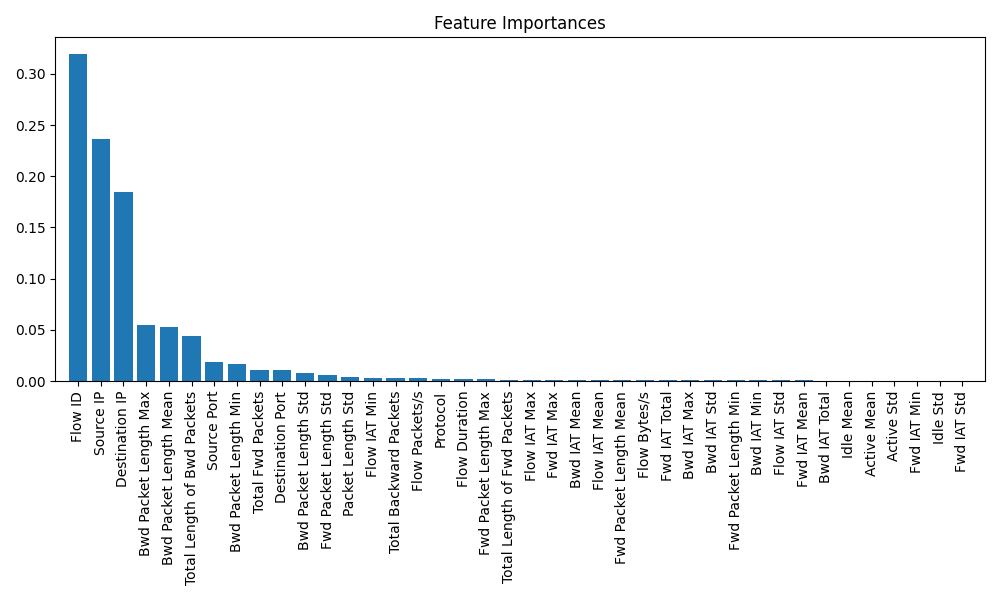 Feature Importances
0.30
0.25
0.20
0.15
0.10
0.05
0.00
Flow ID
Source IP
Destination IP
Bwd Packet Length Max
Bwd Packet Length Mean
Total Length of Bwd Packets
Source Port
Bwd Packet Length Min
Total Fwd Packets
Destination Port
Bwd Packet Length Std
Fwd Packet Length Std
Packet Length Std
Flow IAT Min
Total Backward Packets
Flow Packets/s
Protocol
Flow Duration
Fwd Packet Length Max
Total Length of Fwd Packets
Flow IAT Max
Fwd IAT Max
Bwd IAT Mean
Flow IAT Mean
Fwd Packet Length Mean
Flow Bytes/s
Fwd IAT Total
Bwd IAT Max
Bwd IAT Std
Fwd Packet Length Min
Bwd IAT Min
Flow IAT Std
Fwd IAT Mean
Bwd IAT Total
Idle Mean
Active Mean
Active Std
Fwd IAT Min
Idle Std
Fwd IAT Std